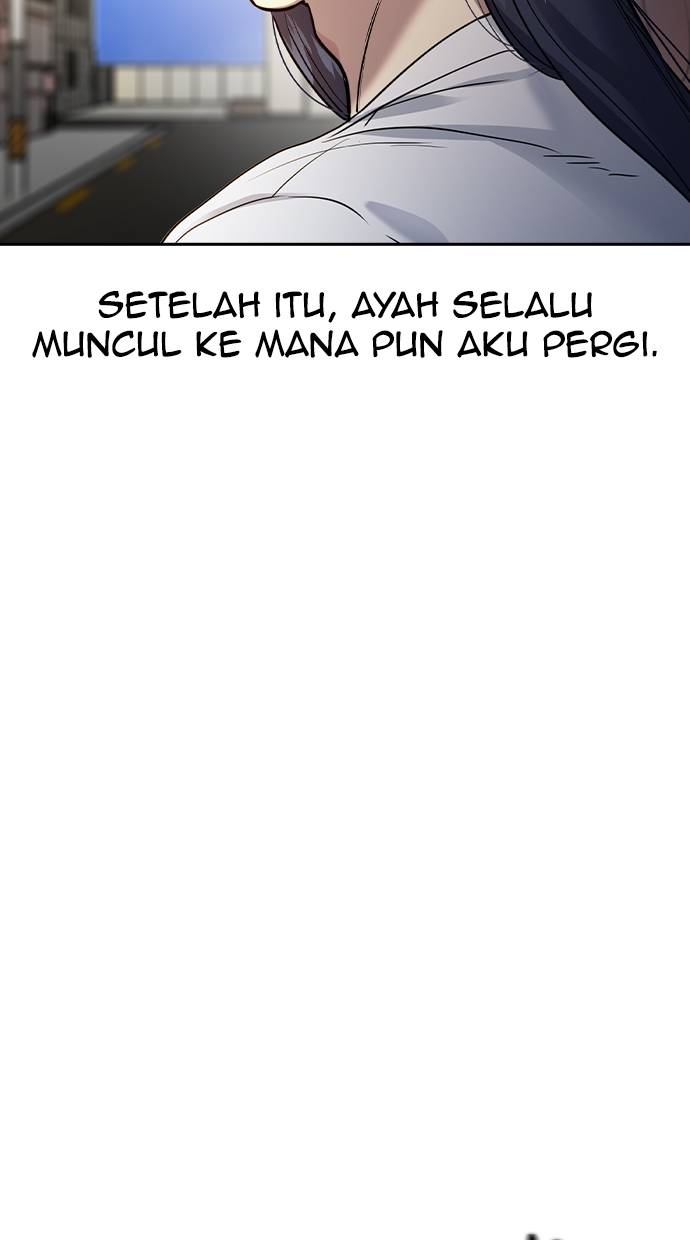 SETELAH ITU, AYAH SELALU
MUNCUL KE MANA PUN AKU PERGI.